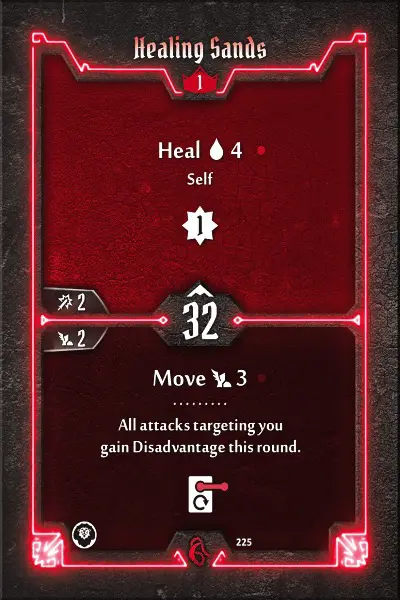 Healing Sands
1
Heal 4
Self
1
2
32
2
Move 3
All attacks targeting you
gain Disadvantage this round.
225